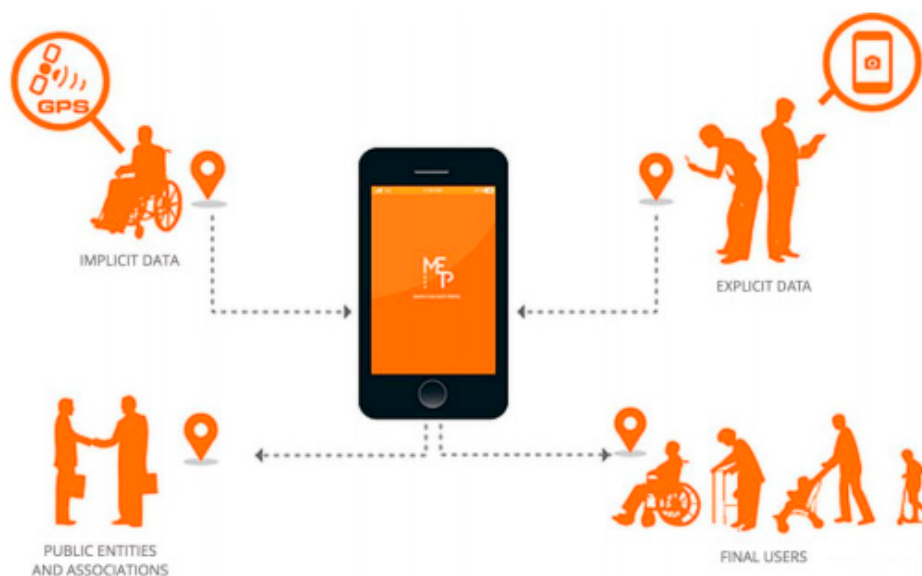 GPS
IMPLICIT DATA
EXPLICIT DATA
PUBLIC ENTITIES
AND ASSOCIATIONS
FINAL USERS